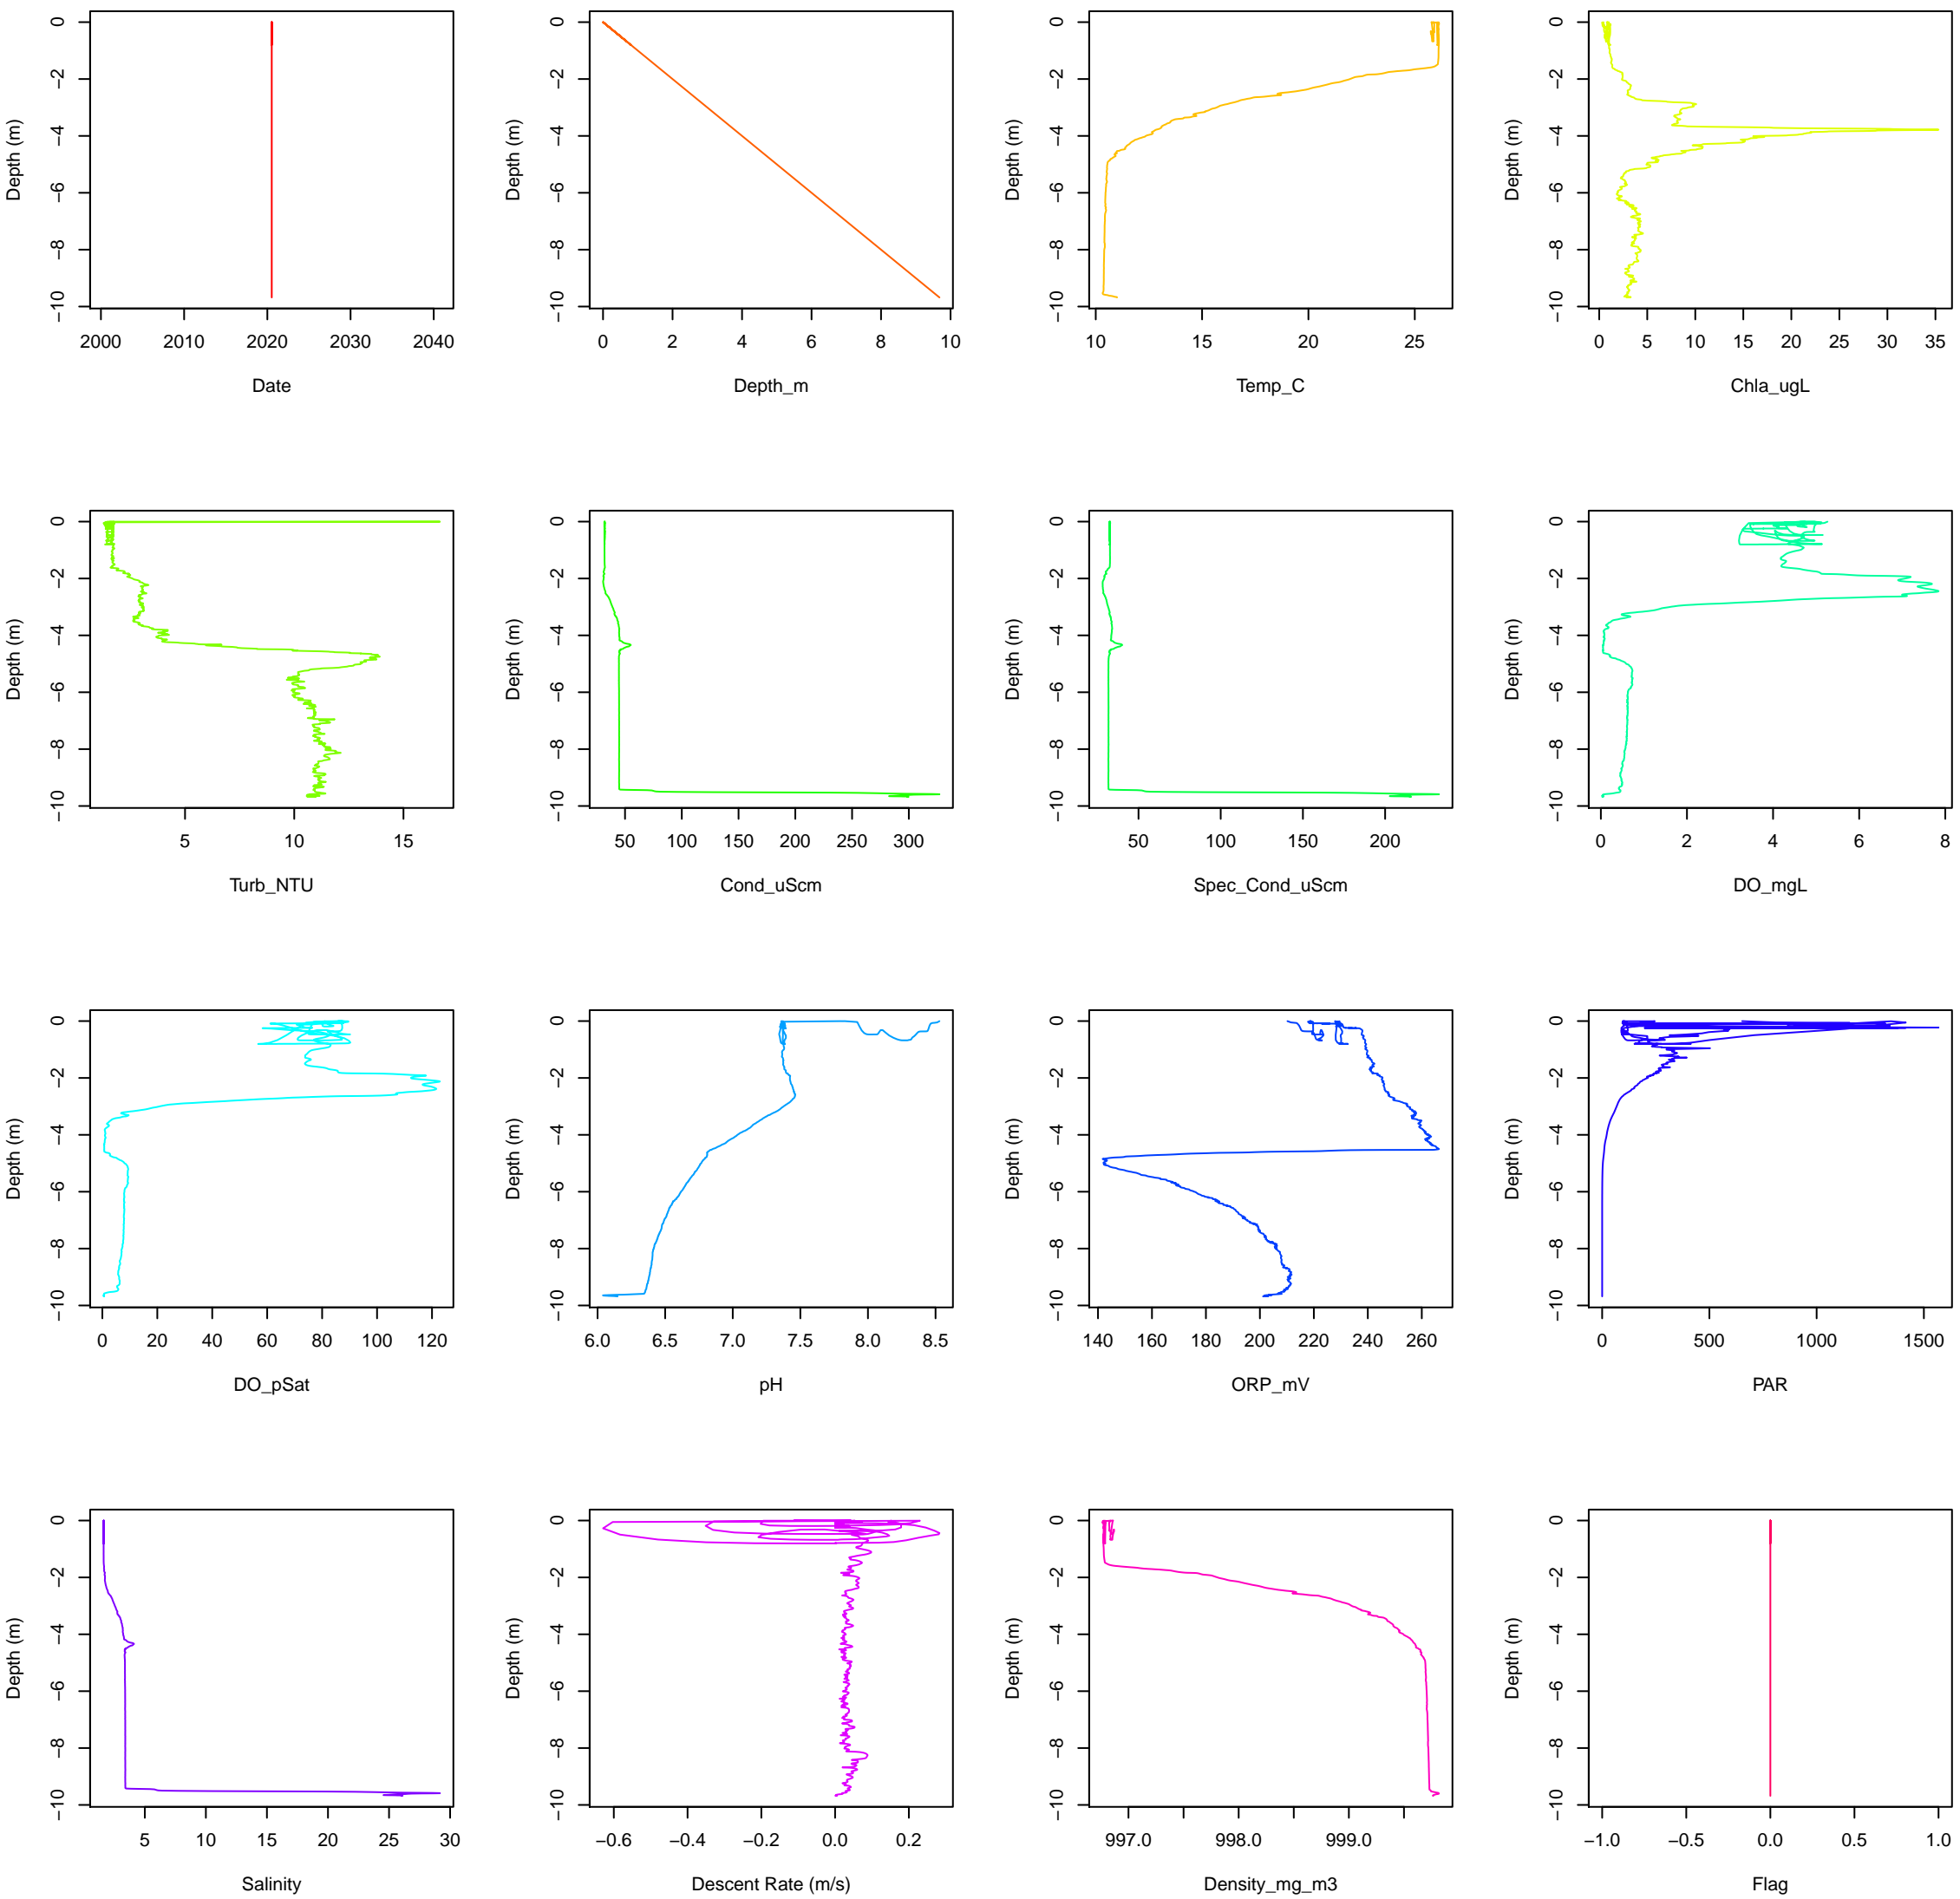 Depth (m)
0
−2
−4
−6
−8
−10
2000 2010 2020 2030 2040
Date
Depth (m)
0
−2
−4
−6
−8
−10
0 2 4 6 8 10
Depth_m
Depth (m)
0
−2
−4
−6
−8
−10
10 15 20 25
Temp_C
Depth (m)
0
−2
−4
−6
−8
−10
0 5 10 15 20 25 30 35
Chla_ugL
Depth (m)
0
−2
−4
−6
−8
−10
5 10 15
Turb_NTU
Depth (m)
0
−2
−4
−6
−8
−10
50 100 150 200 250 300
Cond_uScm
Depth (m)
0
−2
−4
−6
−8
−10
50 100 150 200
Spec_Cond_uScm
Depth (m)
0
−2
−4
−6
−8
−10
0 2 4 6 8
DO_mgL
Depth (m)
0
−2
−4
−6
−8
−10
0 20 40 60 80 100 120
DO_pSat
Depth (m)
0
−2
−4
−6
−8
−10
6.0 6.5 7.0 7.5 8.0 8.5
pH
Depth (m)
0
−2
−4
−6
−8
−10
140 160 180 200 220 240 260
ORP_mV
Depth (m)
0
−2
−4
−6
−8
−10
0 500 1000 1500
PAR
Depth (m)
0
−2
−4
−6
−8
−10
5 10 15 20 25 30
Salinity
Depth (m)
0
−2
−4
−6
−8
−10
−0.6 −0.4 −0.2 0.0 0.2
Descent Rate (m/s)
Depth (m)
0
−2
−4
−6
−8
−10
997.0 998.0 999.0
Density_mg_m3
Depth (m)
0
−2
−4
−6
−8
−10
−1.0 −0.5 0.0 0.5 1.0
Flag